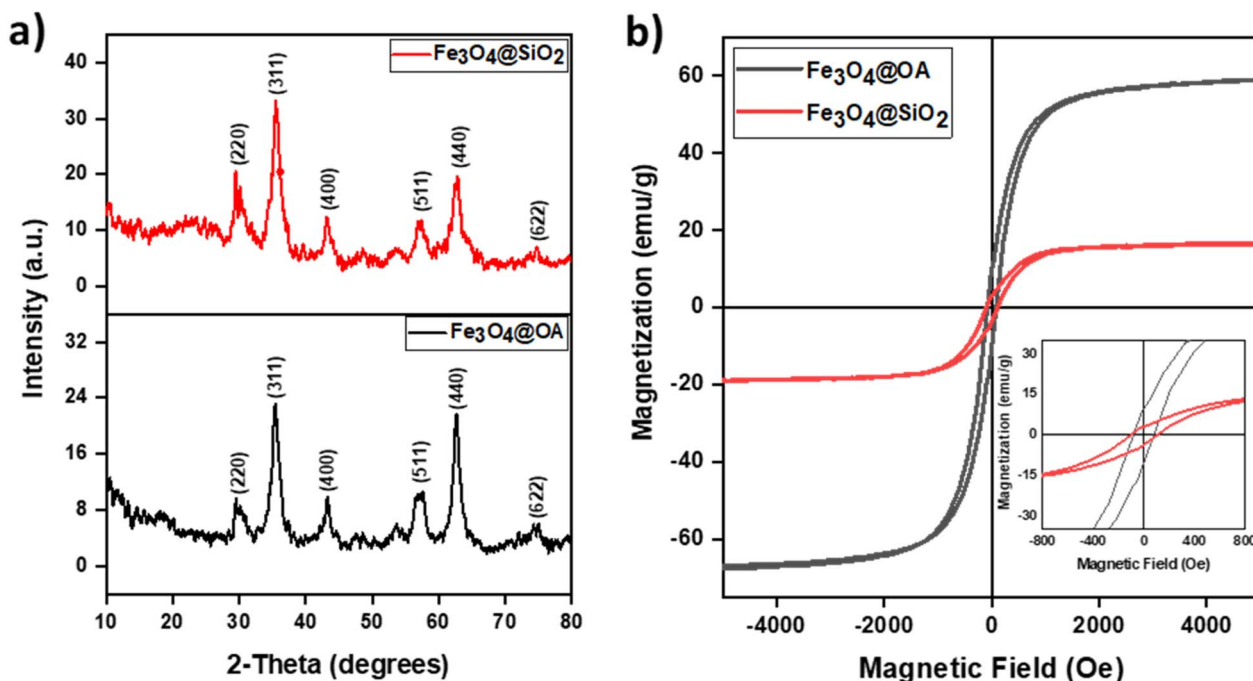 a)
Fe₃O₄@SiO₂
(220)
(311)
(400)
(511)
(440)
(622)
40
30
20
10
0
Fe₃O₄@OA
(220)
(311)
(400)
(511)
(440)
(622)
32
24
16
8
0
10 20 30 40 50 60 70 80
2-Theta (degrees)
Intensity (a.u.)
b)
Fe₃O₄@OA
Fe₃O₄@SiO₂
60
40
20
0
-20
-40
-60
-4000 -2000 0 2000 4000
Magnetic Field (Oe)
Magnetization (emu/g)
30
15
0
-15
-30
-800 -400 0 400 800
Magnetic Field (Oe)
Magnetization (emu/g)